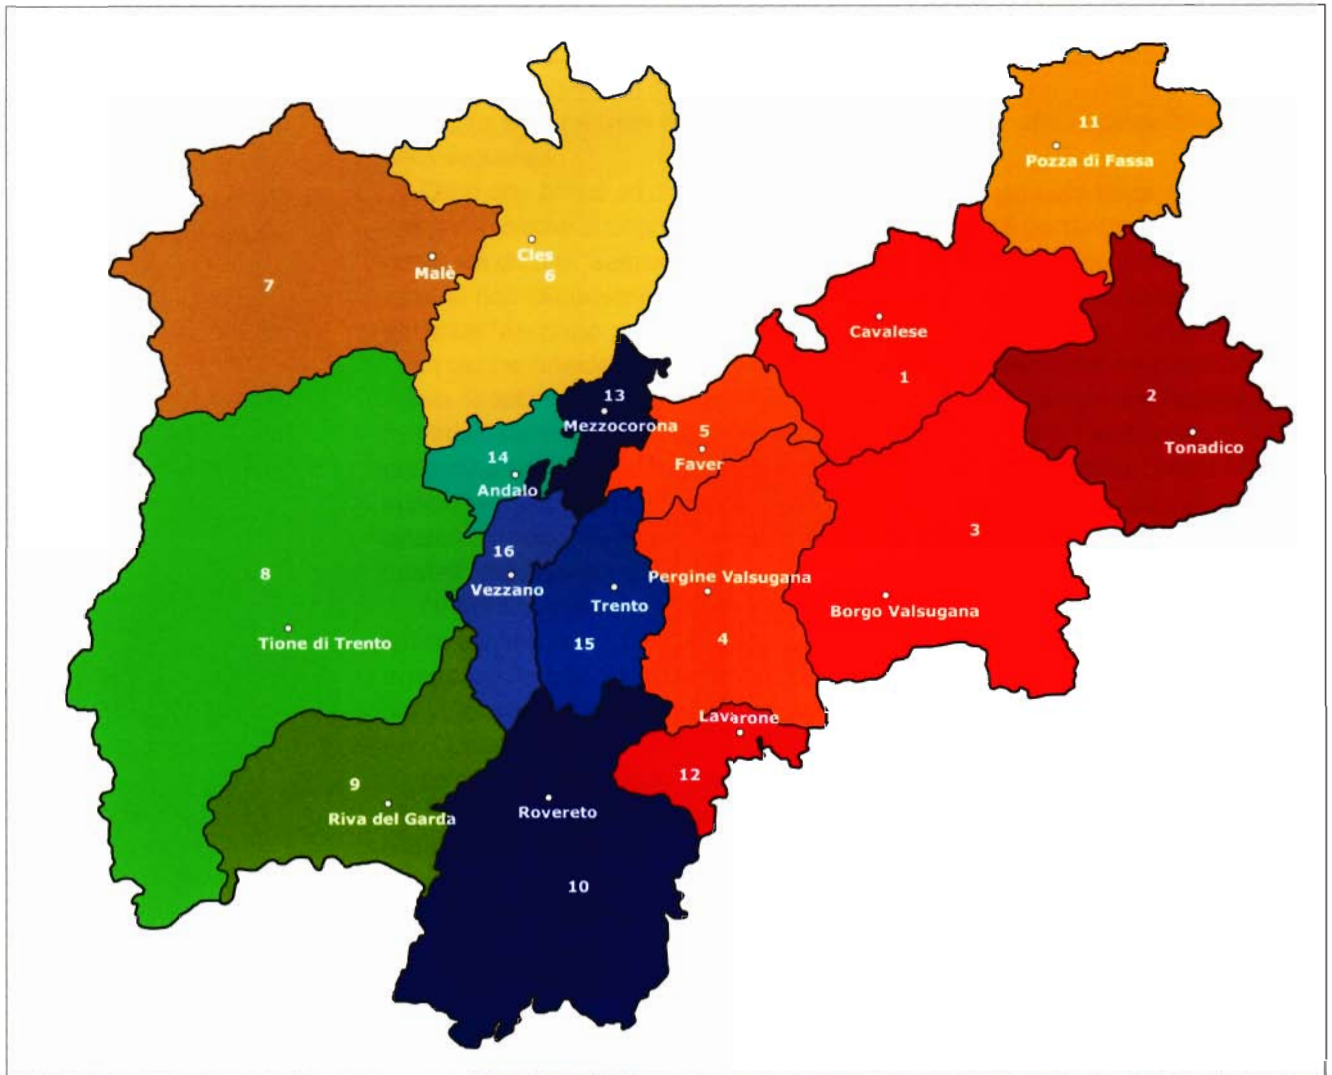 11
Pozza di Fassa
Cles
6
Malè
7
Cavalese
1
13
Mezzocorona
2
Tonadico
5
Faver
14
Andalo
3
16
Vezzano
8
Tione di Trento
Pergine Valsugana
4
Trento
15
Borgo Valsugana
Lavarone
12
9
Riva del Garda
Rovereto
10